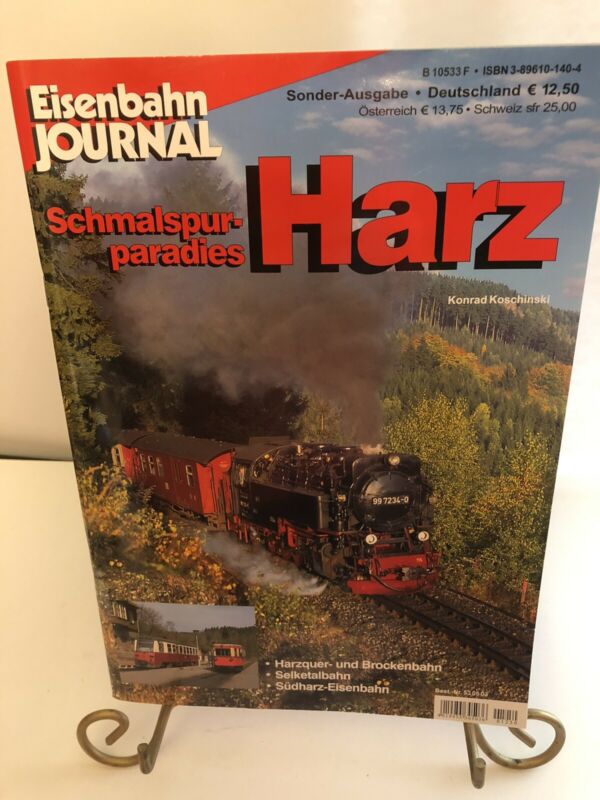 B 10533 F • ISBN 3-89610-140-4
Eisenbahn
JOURNAL
Sonder-Ausgabe • Deutschland € 12,50
Österreich € 13,75 • Schweiz sfr 25,00
Schmalspur-
paradies
Harz
Konrad Koschinski
99 7234-0
• Harzquer- und Brockenbahn
• Selketalbahn
• Südharz-Eisenbahn